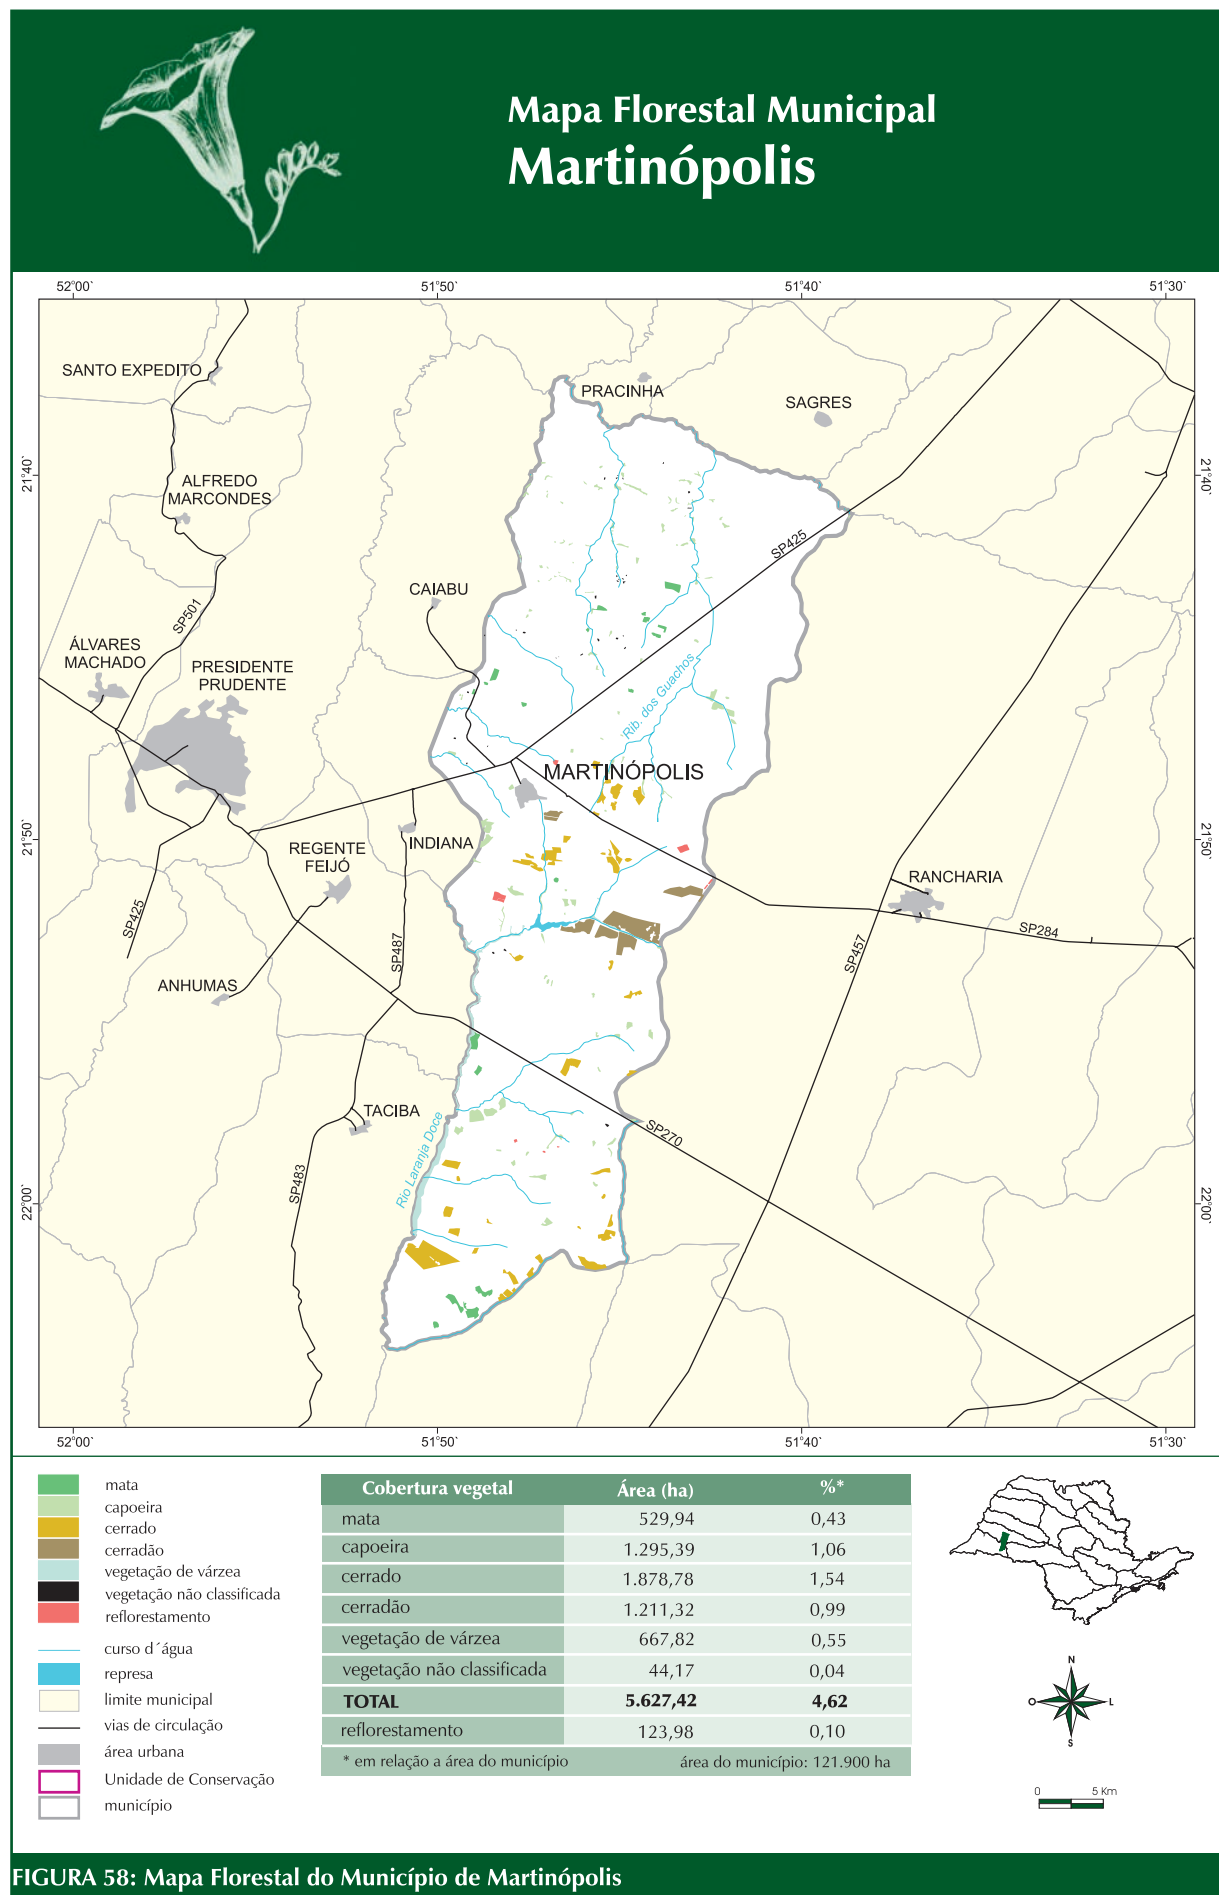 Mapa Florestal Municipal
Martinópolis
52°00` 51°50` 51°40` 51°30`
SANTO EXPEDITO
PRACINHA
SAGRES
21°40` 21°40`
ALFREDO
MARCONDES
SP425
CAIABU
SP501
ÁLVARES
MACHADO
PRESIDENTE
PRUDENTE
Rib. dos Guachos
MARTINÓPOLIS
21°50` 21°50`
REGENTE
FEIJÓ
INDIANA
RANCHARIA
SP425
SP487
SP457
SP284
ANHUMAS
TACIBA
Rio Laranja Doce
SP270
SP483
22°00` 22°00`
52°00` 51°50` 51°40` 51°30`
mata
capoeira
cerrado
cerradão
vegetação de várzea
vegetação não classificada
reflorestamento
curso d´água
represa
limite municipal
vias de circulação
área urbana
Unidade de Conservação
município
Cobertura vegetal Área (ha) %*
mata 529,94 0,43
capoeira 1.295,39 1,06
cerrado 1.878,78 1,54
cerradão 1.211,32 0,99
vegetação de várzea 667,82 0,55
vegetação não classificada 44,17 0,04
TOTAL 5.627,42 4,62
reflorestamento 123,98 0,10
* em relação a área do município área do município: 121.900 ha
N
O L
S
0 5 Km
FIGURA 58: Mapa Florestal do Município de Martinópolis